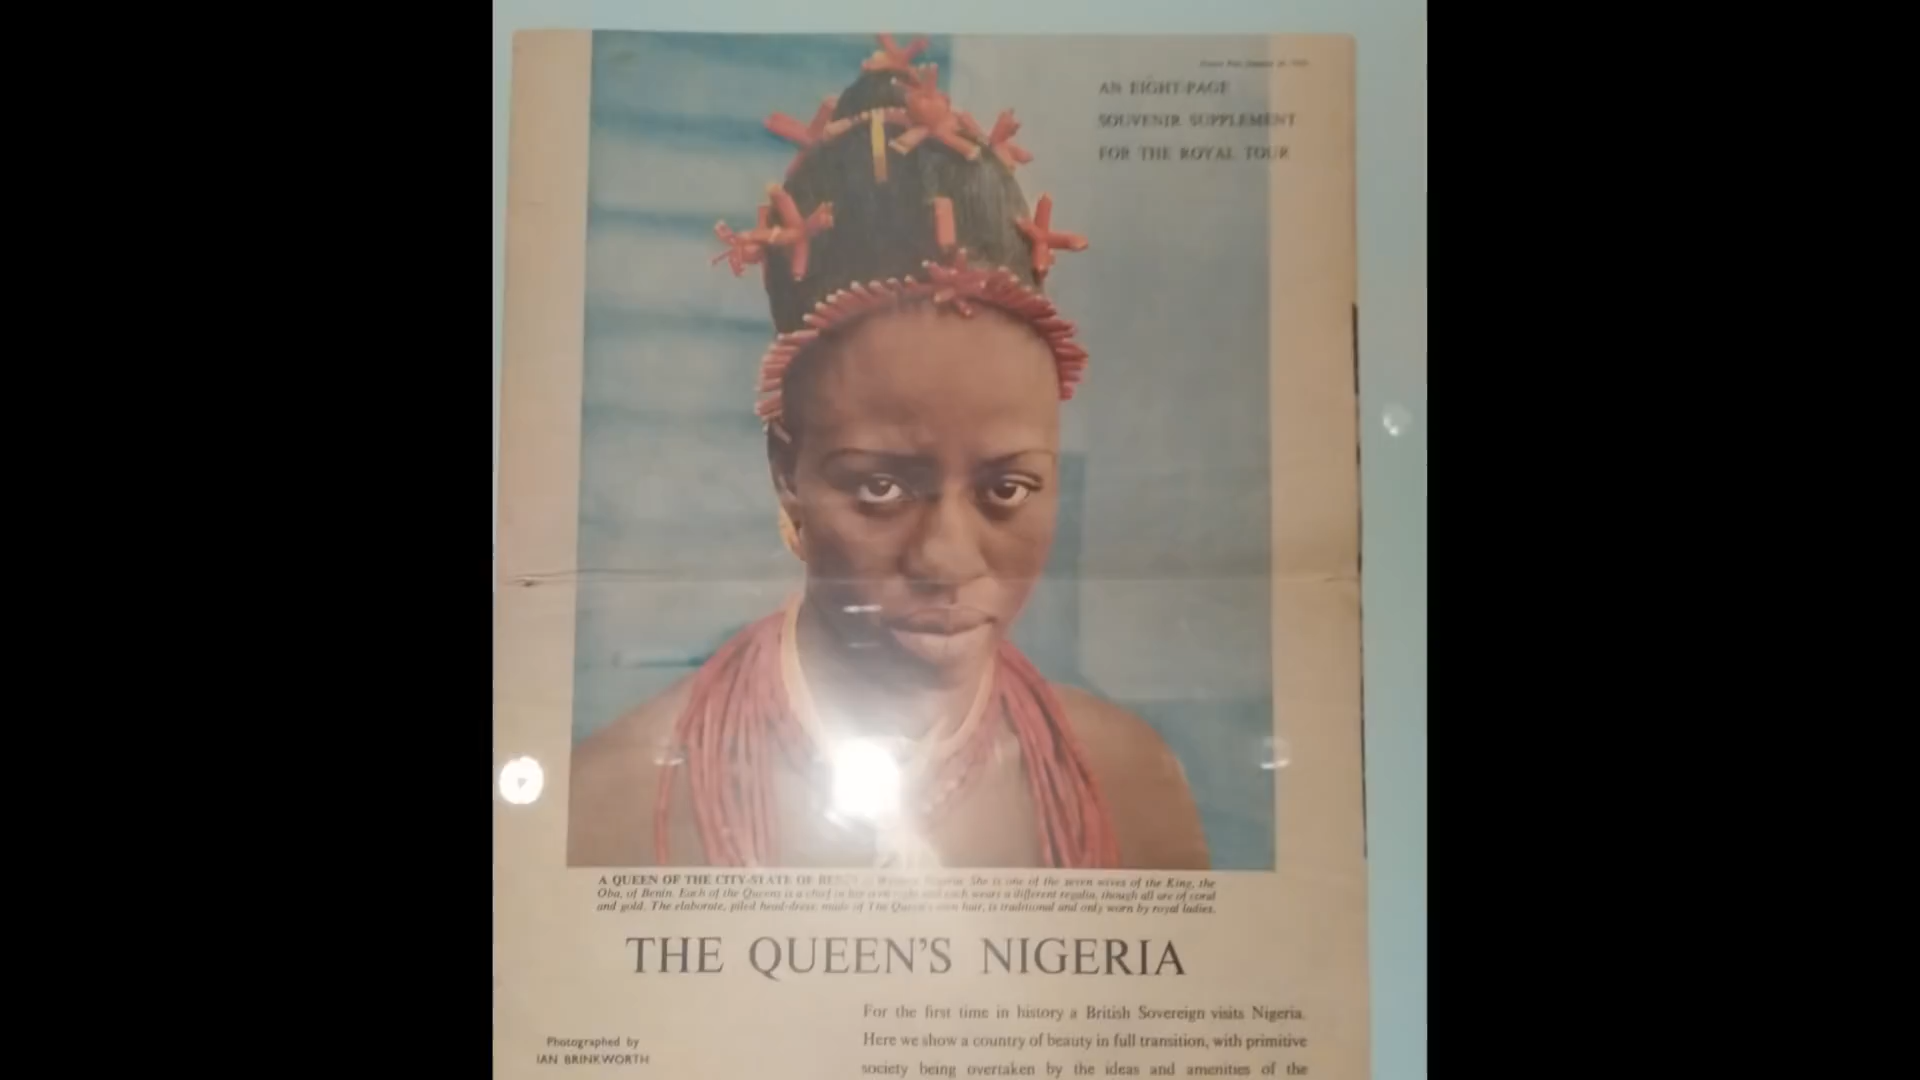 AN EIGHT-PAGE
SOUVENIR SUPPLEMENT
FOR THE ROYAL TOUR
A QUEEN OF THE CITY-STATE OF BENIN in Western Nigeria. She is one of the seven wives of the King, the
Oba, of Benin. Each of the Queens is a chief in her own right and each wears a different regalia, though all are of coral
and gold. The elaborate, piled head-dress, made of The Queen's own hair, is traditional and only worn by royal ladies.
THE QUEEN'S NIGERIA
For the first time in history a British Sovereign visits Nigeria.
Here we show a country of beauty in full transition, with primitive
society being overtaken by the ideas and amenities of the
Photographed by
IAN BRINKWORTH